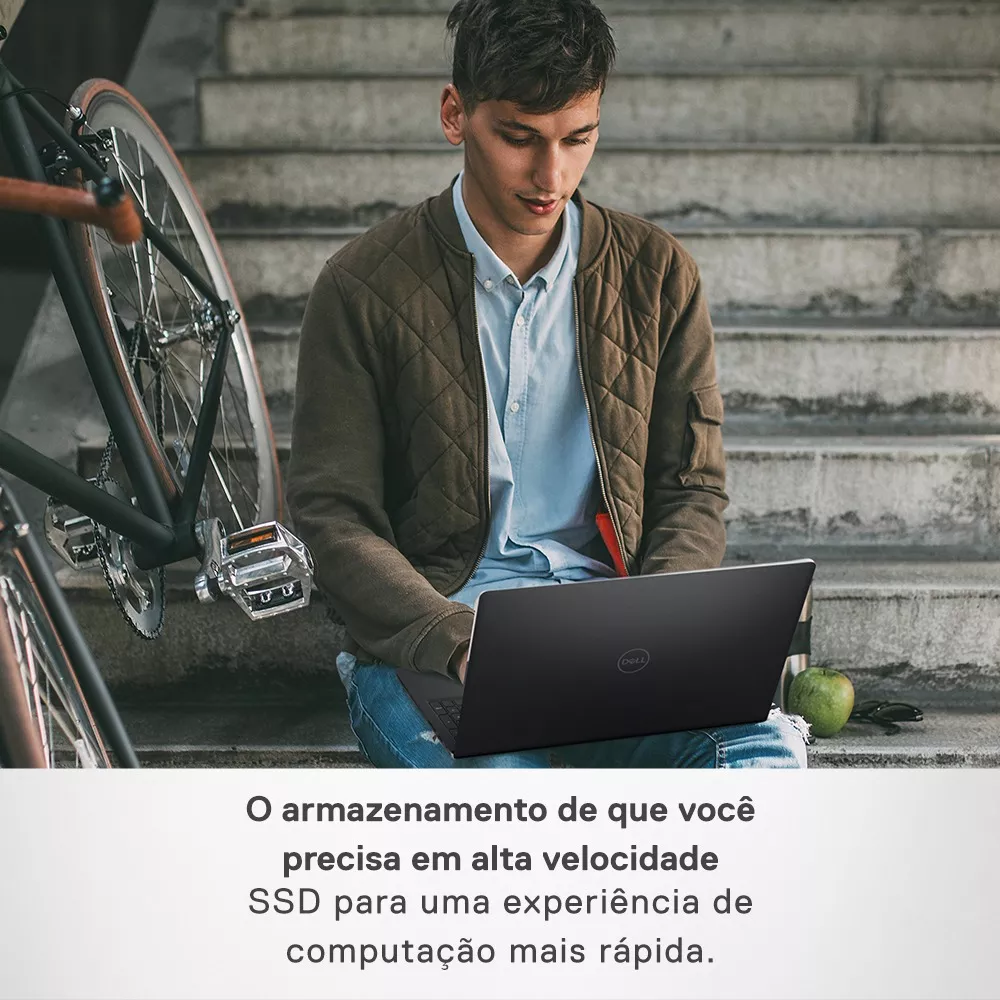 DELL
O armazenamento de que você
precisa em alta velocidade
SSD para uma experiência de
computação mais rápida.